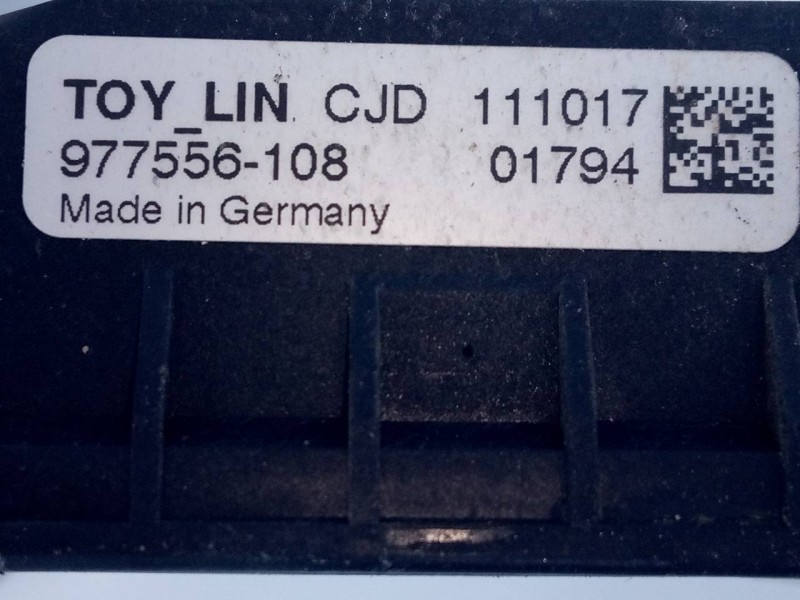 TOY_LIN CJD 111017
977556-108 01794
Made in Germany